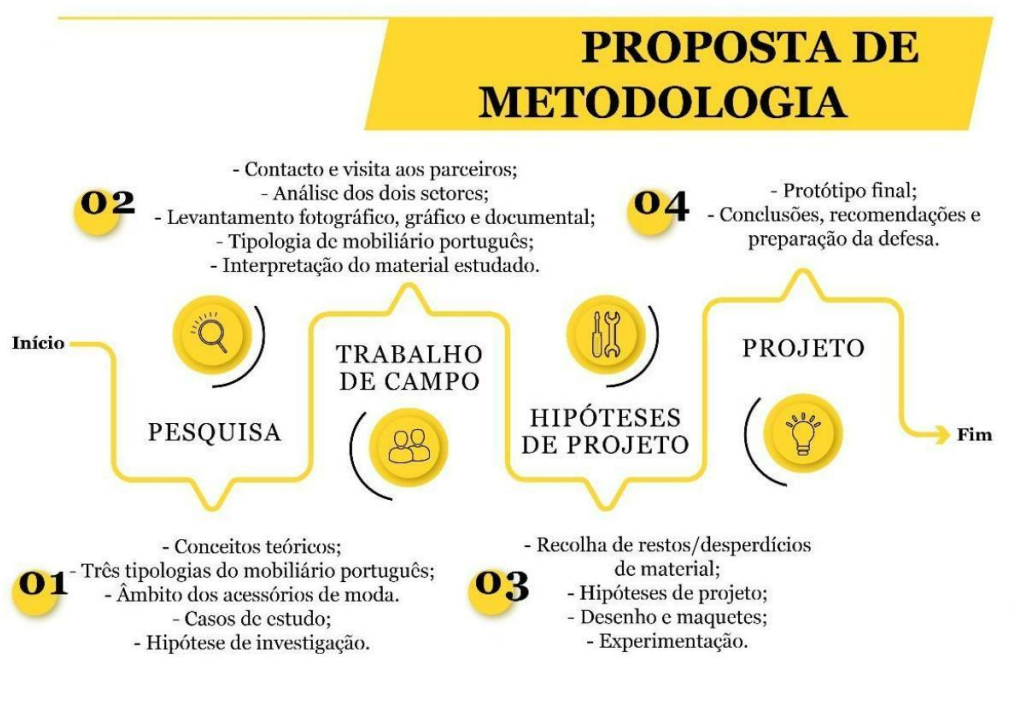 PROPOSTA DE
METODOLOGIA
Início
01
PESQUISA
- Conceitos teóricos;
- Três tipologias do mobiliário português;
- Âmbito dos acessórios de moda.
- Casos de estudo;
- Hipótese de investigação.
02
- Contacto e visita aos parceiros;
- Análise dos dois setores;
- Levantamento fotográfico, gráfico e documental;
- Tipologia de mobiliário português;
- Interpretação do material estudado.
TRABALHO
DE CAMPO
03
HIPÓTESES
DE PROJETO
- Recolha de restos/desperdícios
de material;
- Hipóteses de projeto;
- Desenho e maquetes;
- Experimentação.
04
- Protótipo final;
- Conclusões, recomendações e
preparação da defesa.
PROJETO
Fim